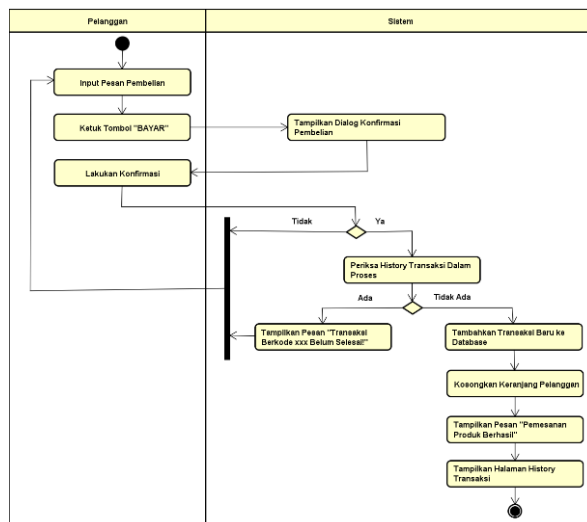 Pelanggan
Sistem
Input Pesan Pembelian
Ketuk Tombol "BAYAR"
Tampilkan Dialog Konfirmasi
Pembelian
Lakukan Konfirmasi
Tidak
Ya
Periksa History Transaksi Dalam
Proses
Ada
Tidak Ada
Tampilkan Pesan "Transaksi
Berkode xxx Belum Selesai!"
Tambahkan Transaksi Baru ke
Database
Kosongkan Keranjang Pelanggan
Tampilkan Pesan "Pemesanan
Produk Berhasil"
Tampilkan Halaman History
Transaksi